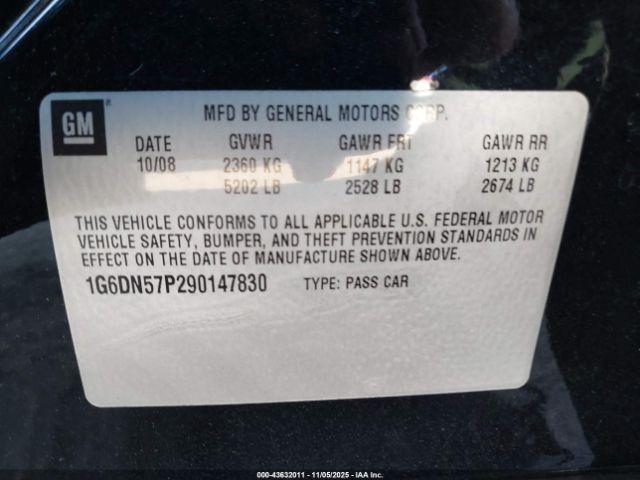 GM
MFD BY GENERAL MOTORS CORP.
DATE GVWR GAWR FRT GAWR RR
10/08 2360 KG 1147 KG 1213 KG
5202 LB 2528 LB 2674 LB
THIS VEHICLE CONFORMS TO ALL APPLICABLE U.S. FEDERAL MOTOR
VEHICLE SAFETY, BUMPER, AND THEFT PREVENTION STANDARDS IN
EFFECT ON THE DATE OF MANUFACTURE SHOWN ABOVE.
1G6DN57P290147830 TYPE: PASS CAR
000-43632011 - 11/05/2025 - © IAA Inc.